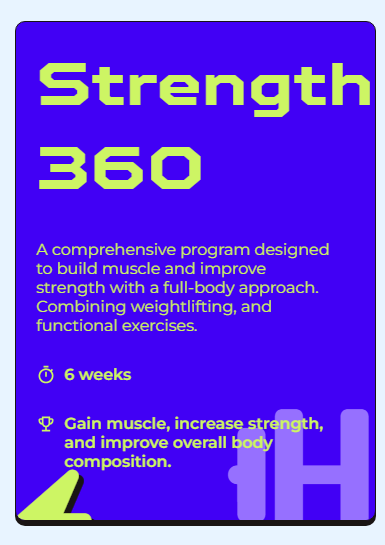 Strength
360
A comprehensive program designed
to build muscle and improve
strength with a full-body approach.
Combining weightlifting, and
functional exercises.
6 weeks
Gain muscle, increase strength,
and improve overall body
composition.